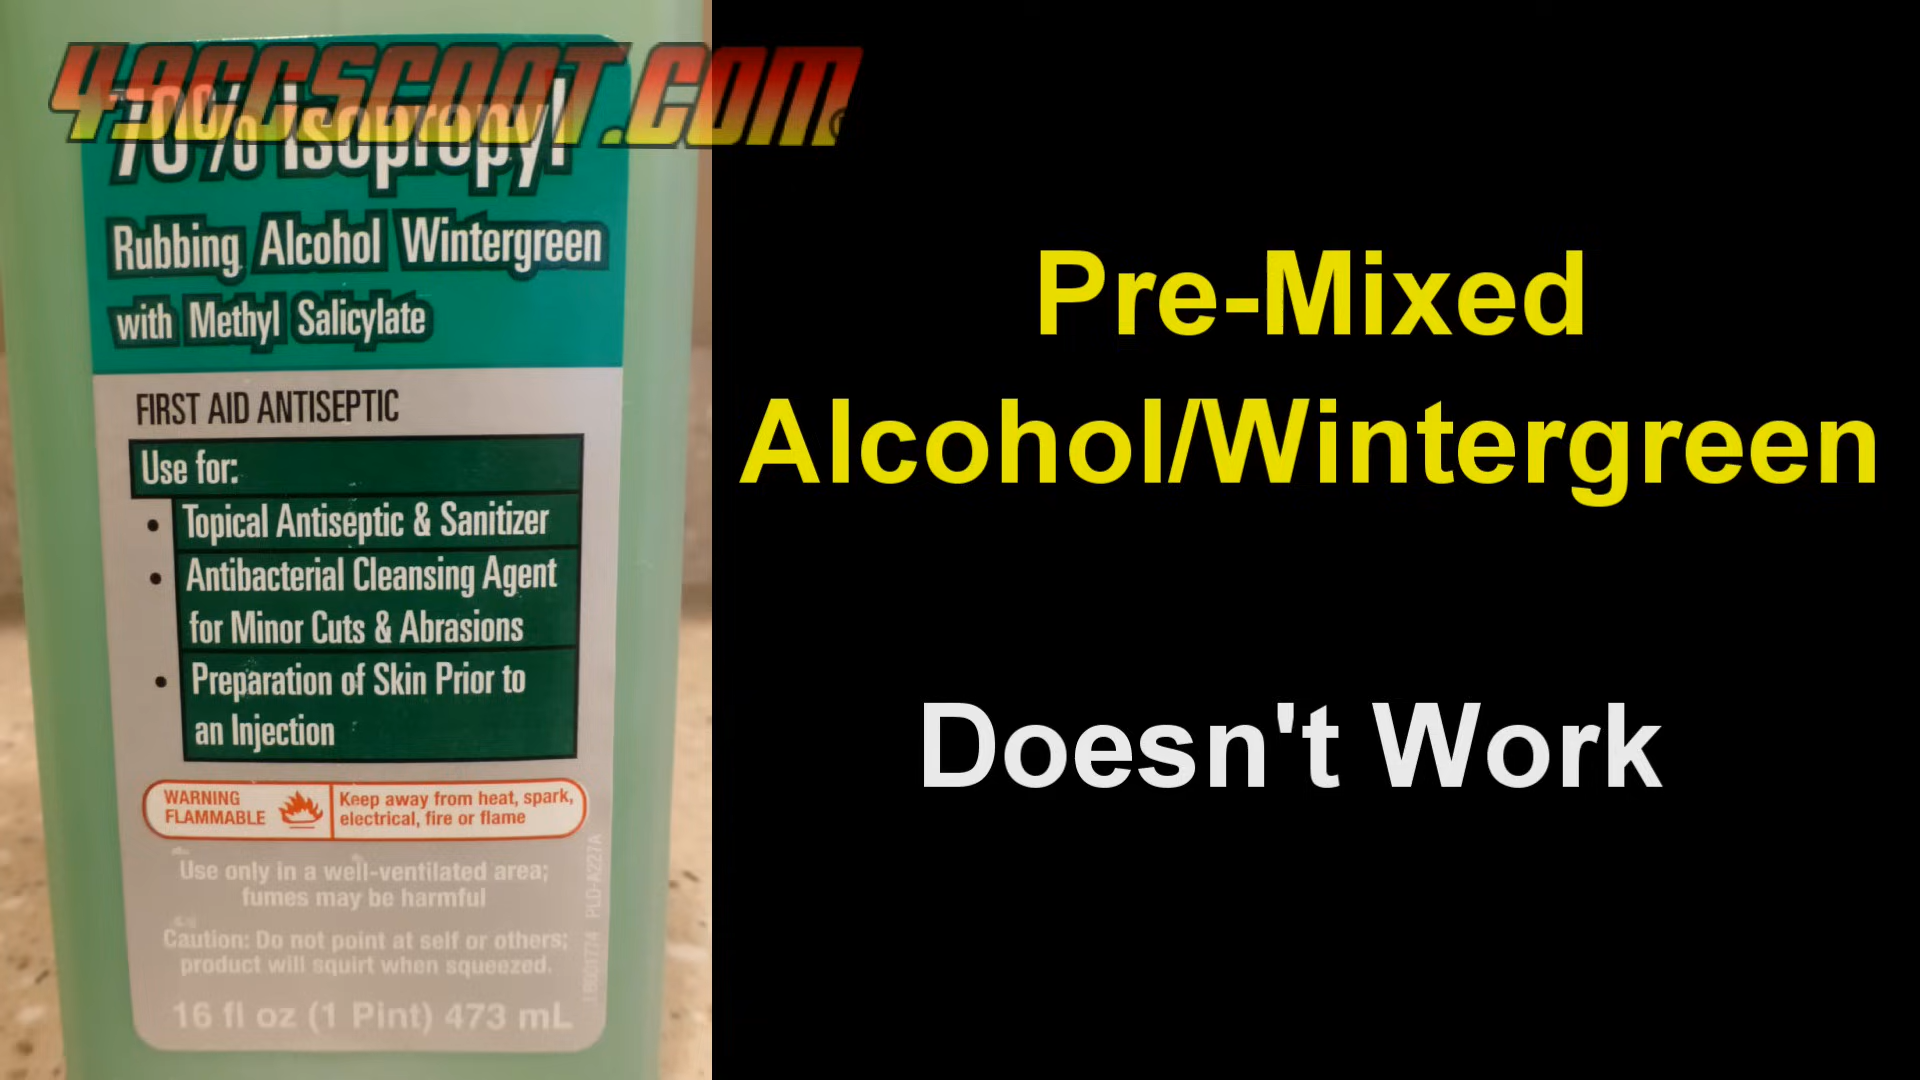 49CCSCOOT.COM
70% Isopropyl
Rubbing Alcohol Wintergreen
with Methyl Salicylate
FIRST AID ANTISEPTIC
Use for:
• Topical Antiseptic & Sanitizer
• Antibacterial Cleansing Agent
for Minor Cuts & Abrasions
• Preparation of Skin Prior to
an Injection
WARNING
FLAMMABLE
Keep away from heat, spark,
electrical, fire or flame
Use only in a well-ventilated area;
fumes may be harmful
Caution: Do not point at self or others;
product will squirt when squeezed.
16 fl oz (1 Pint) 473 mL
PLD-A227A
Pre-Mixed
Alcohol/Wintergreen
Doesn't Work